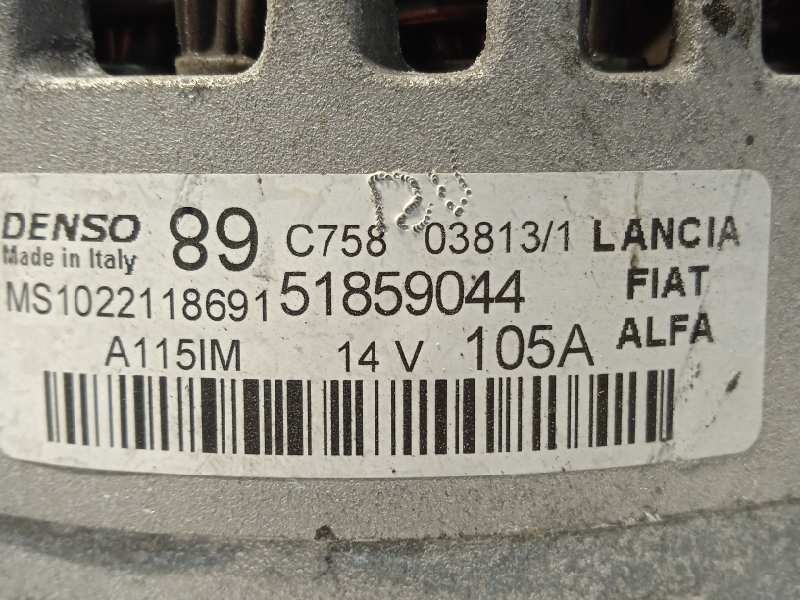 DENSO 89 C758 03813/1 LANCIA
Made in Italy
MS1022118691 51859044 FIAT
A115IM 14 V 105A ALFA